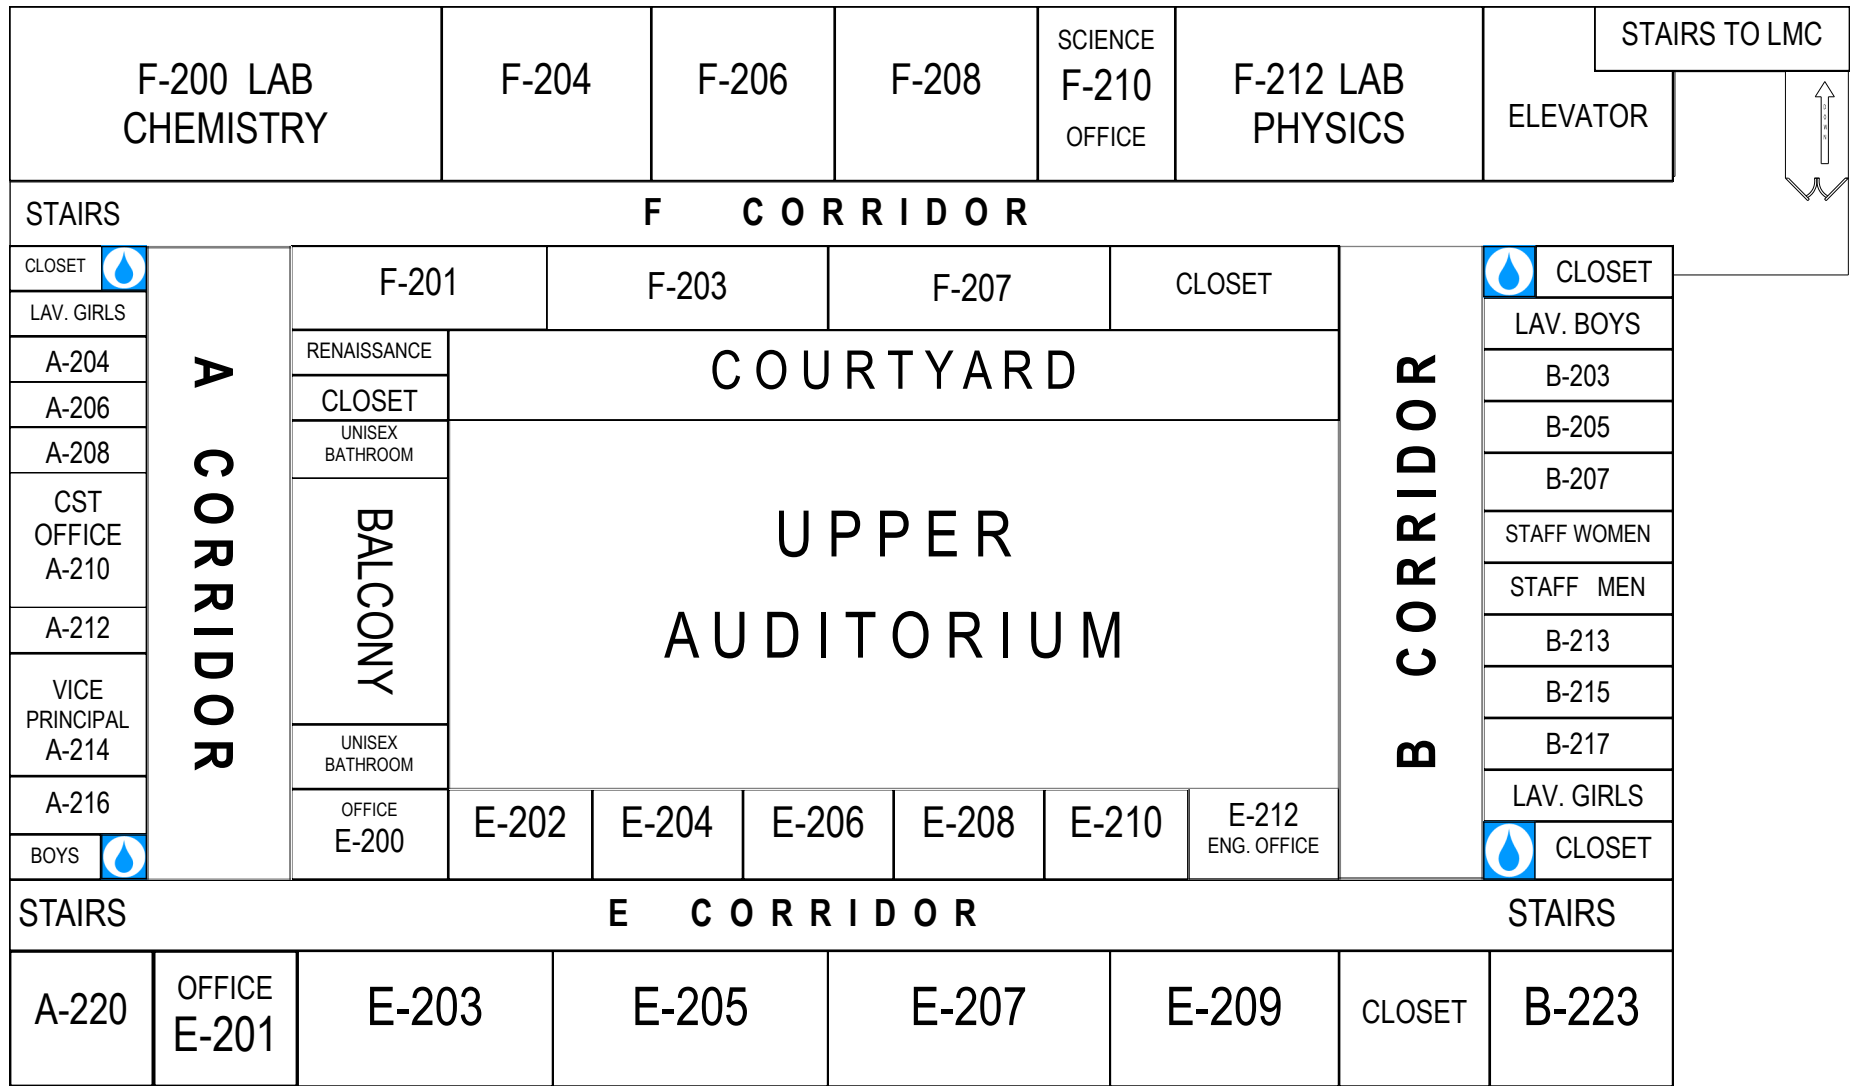 F-200 LAB
CHEMISTRY
F-204
F-206
F-208
SCIENCE
F-210
OFFICE
F-212 LAB
PHYSICS
ELEVATOR
STAIRS TO LMC
DOWN
STAIRS
F CORRIDOR
CLOSET
LAV. GIRLS
A-204
A-206
A-208
CST
OFFICE
A-210
A-212
VICE
PRINCIPAL
A-214
A-216
BOYS
A CORRIDOR
F-201
F-203
F-207
CLOSET
RENAISSANCE
CLOSET
UNISEX
BATHROOM
BALCONY
UNISEX
BATHROOM
COURTYARD
UPPER
AUDITORIUM
OFFICE
E-200
E-202
E-204
E-206
E-208
E-210
E-212
ENG. OFFICE
B CORRIDOR
CLOSET
LAV. BOYS
B-203
B-205
B-207
STAFF WOMEN
STAFF MEN
B-213
B-215
B-217
LAV. GIRLS
CLOSET
STAIRS
E CORRIDOR
STAIRS
A-220
OFFICE
E-201
E-203
E-205
E-207
E-209
CLOSET
B-223